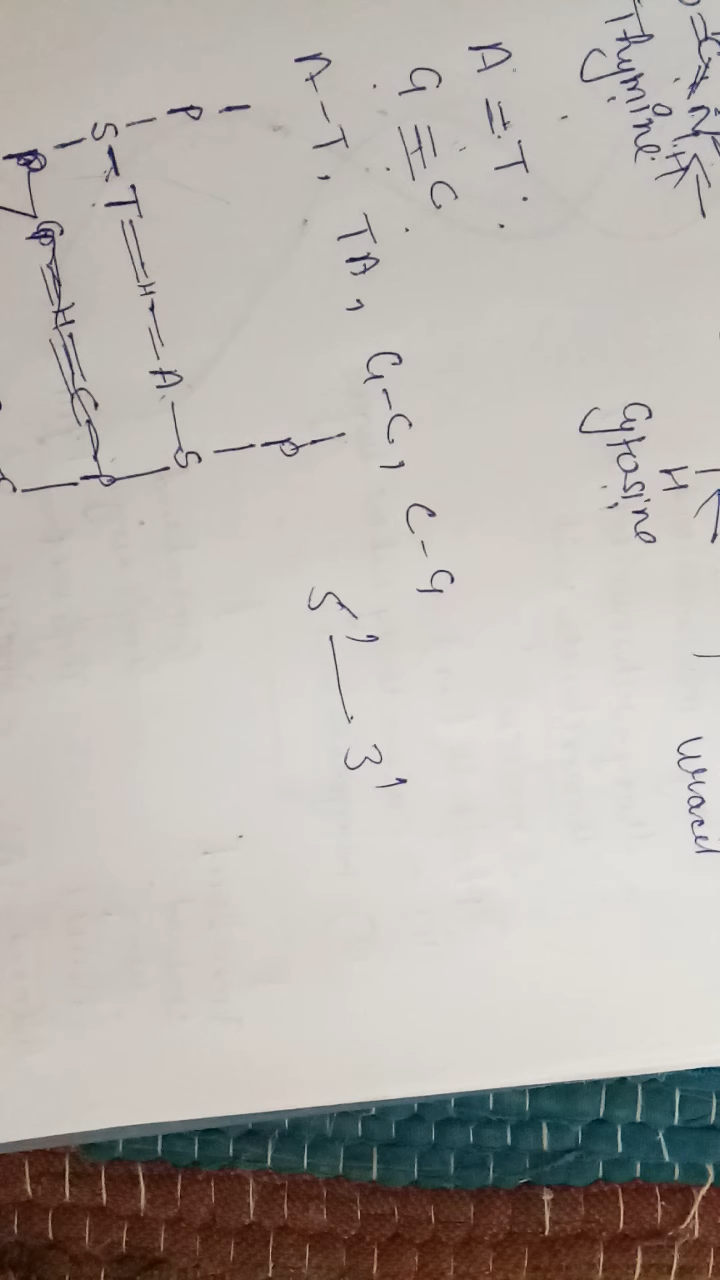 O=C N
H
H
Thymine. Cytosine Uracil
A = T.
G ≡ C
A-T, TA, G-C, C-G
5' — 3'
P P
S - T = H = A - S
P G ≡ H ≡ C P
S